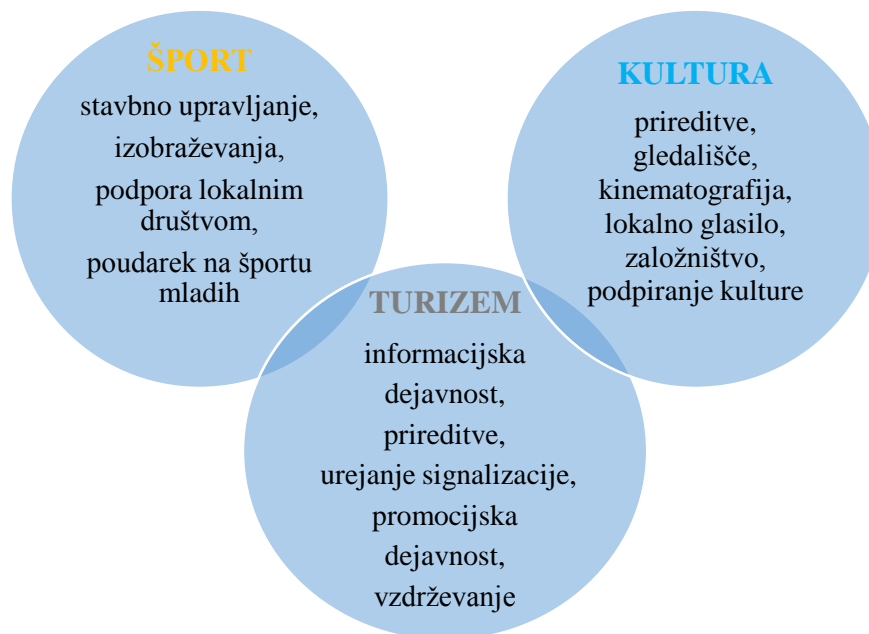 ŠPORT
stavbno upravljanje,
izobraževanja,
podpora lokalnim
društvom,
poudarek na športu
mladih
KULTURA
prireditve,
gledališče,
kinematografija,
lokalno glasilo,
založništvo,
podpiranje kulture
TURIZEM
informacijska
dejavnost,
prireditve,
urejanje signalizacije,
promocijska
dejavnost,
vzdrževanje